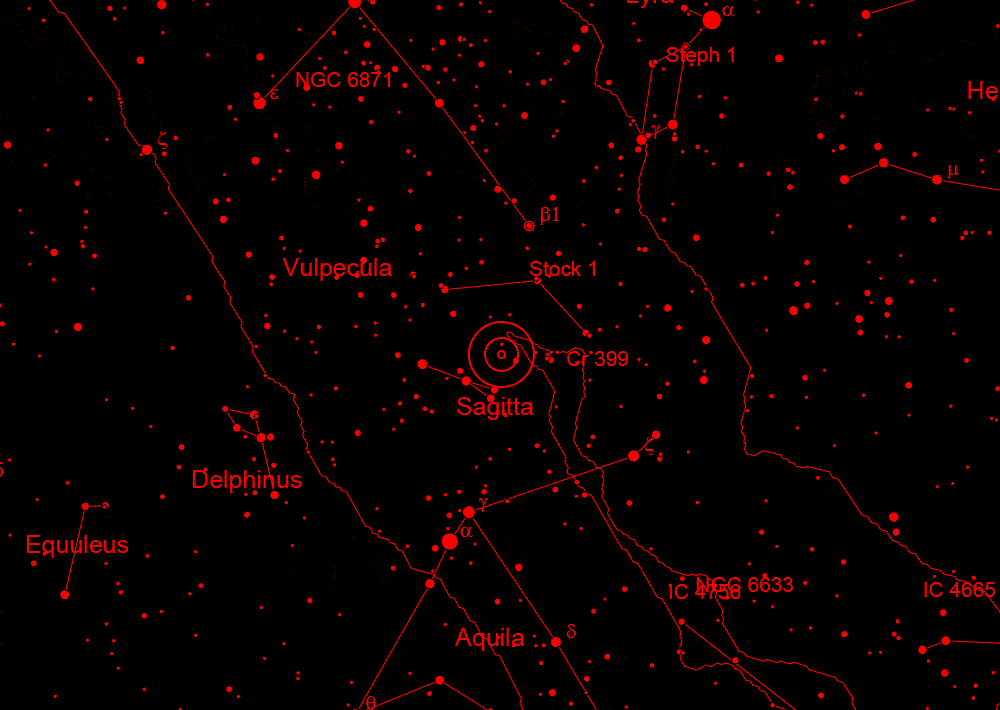 Lyra
α
Steph 1
NGC 6871
ε
He
γ
ζ
μ
β1
Vulpecula
Stock 1
Cr 399
Sagitta
ζ
Delphinus
γ
α
Equuleus
NGC 6633
IC 4756
IC 4665
Aquila
δ
θ